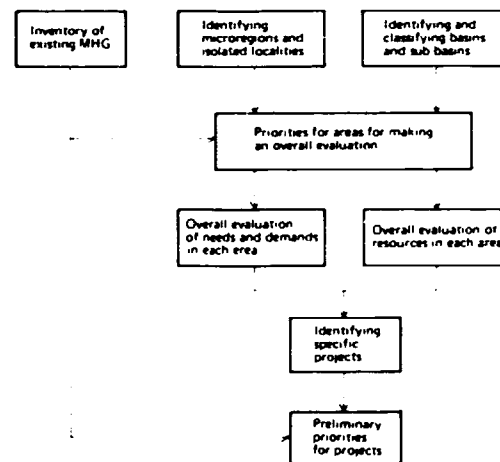 Inventory of
existing MHG
Identifying
microregions and
isolated localities
Identifying and
classifying basins
and sub basins
Priorities for areas for making
an overall evaluation
Overall evaluation
of needs and demands
in each erea
Overall evaluation of
resources in each area
Identifying
specific
projects
Preliminary
priorities
for projects